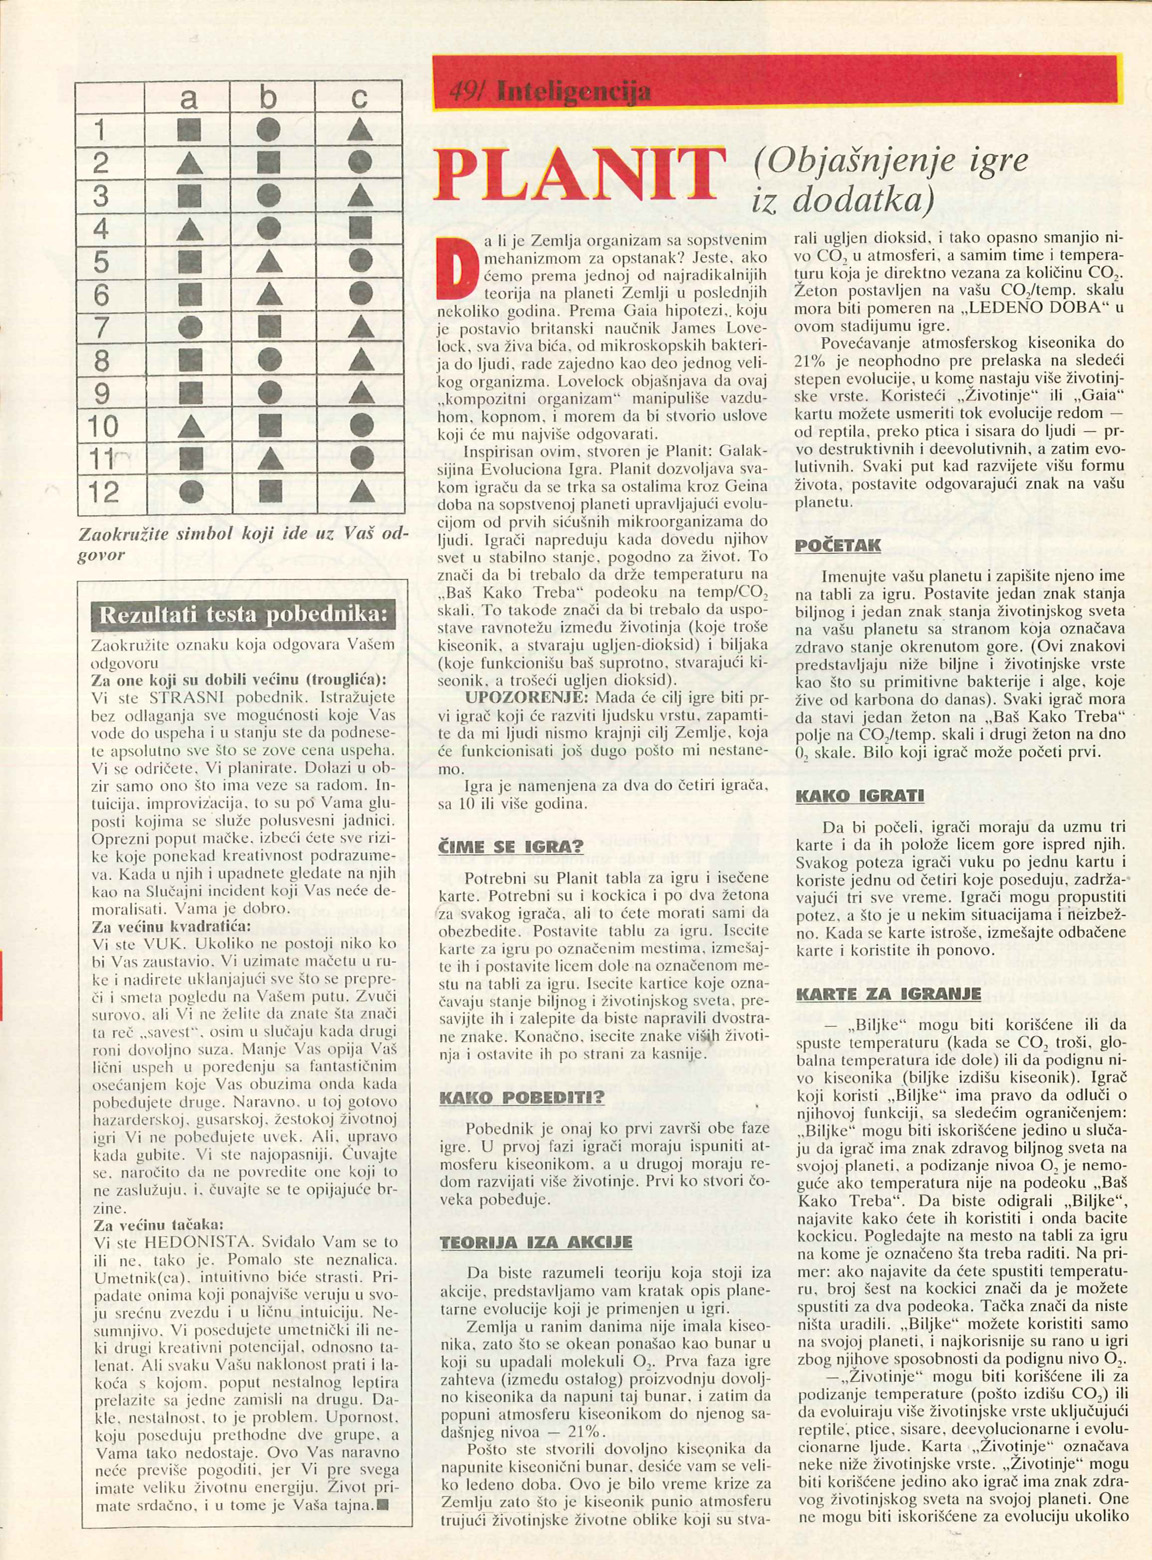 a b c
1
2
3
4
5
6
7
8
9
10
11
12
Zaokružite simbol koji ide uz Vaš od-
govor
Rezultati testa pobednika:
Zaokružite oznaku koja odgovara Vašem
odgovoru
Za one koji su dobili većinu (trouglića):
Vi ste STRASNI pobednik. Istražujete
bez odlaganja sve mogućnosti koje Vas
vode do uspeha i u stanju ste da podnese-
te apsolutno sve što se zove cena uspeha.
Vi se odričete, Vi planirate. Dolazi u ob-
zir samo ono što ima veze sa radom. In-
tuicija, improvizacija, to su po Vama glu-
posti kojima se služe polusvesni jadnici.
Oprezni poput mačke, izbeći ćete sve rizi-
ke koje ponekad kreativnost podrazume-
va. Kada u njih i upadnete gledate na njih
kao na Slučajni incident koji Vas neće de-
moralisati. Vama je dobro.
Za većinu kvadratića:
Vi ste VUK. Ukoliko ne postoji niko ko
bi Vas zaustavio, Vi uzimate mačetu u ru-
ke i nadirete uklanjajući sve što se prepre-
či i smeta pogledu na Vašem putu. Zvuči
surovo, ali Vi ne želite da znate šta znači
ta reč „savest“, osim u slučaju kada drugi
roni dovoljno suza. Manje Vas opija Vaš
lični uspeh u poređenju sa fantastičnim
osećanjem koje Vas obuzima onda kada
pobeđujete druge. Naravno, u toj gotovo
hazarderskoj, gusarskoj, žestokoj životnoj
igri Vi ne pobeđujete uvek. Ali, upravo
kada gubite. Vi ste najopasniji. Čuvajte
se, naročito da ne povredite one koji to
ne zaslužuju, i, čuvajte se te opijajuće br-
zine.
Za većinu tačaka:
Vi ste HEDONISTA. Sviđalo Vam se to
ili ne, tako je. Pomalo ste neznalica.
Umetnik(ca), intuitivno biće strasti. Pri-
padate onima koji ponajviše veruju u svo-
ju srećnu zvezdu i u ličnu intuiciju. Ne-
sumnjivo, Vi posedujete umetnički ili ne-
ki drugi kreativni potencijal, odnosno ta-
lenat. Ali svaku Vašu naklonost prati i la-
koća s kojom, poput nestalnog leptira
prelazite sa jedne zamisli na drugu. Da-
kle, nestalnost, to je problem. Upornost,
koju poseduju prethodne dve grupe, a
Vama tako nedostaje. Ovo Vas naravno
neće previše pogoditi, jer Vi pre svega
imate veliku životnu energiju. Život pri-
mate srdačno, i u tome je Vaša tajna.■
49/ Inteligencija
PLANIT (Objašnjenje igre
iz dodatka)
Da li je Zemlja organizam sa sopstvenim
mehanizmom za opstanak? Jeste, ako
ćemo prema jednoj od najradikalnijih
teorija na planeti Zemlji u poslednjih
nekoliko godina. Prema Gaia hipotezi, koju
je postavio britanski naučnik James Love-
lock, sva živa bića, od mikroskopskih bakteri-
ja do ljudi, rade zajedno kao deo jednog veli-
kog organizma. Lovelock objašnjava da ovaj
„kompozitni organizam“ manipuliše vazdu-
hom, kopnom, i morem da bi stvorio uslove
koji će mu najviše odgovarati.
Inspirisan ovim, stvoren je Planit: Galak-
sijina Evoluciona Igra. Planit dozvoljava sva-
kom igraču da se trka sa ostalima kroz Geina
doba na sopstvenoj planeti upravljajući evolu-
cijom od prvih sićušnih mikroorganizama do
ljudi. Igrači napreduju kada dovedu njihov
svet u stabilno stanje, pogodno za život. To
znači da bi trebalo da drže temperaturu na
„Baš Kako Treba“ podeoku na temp/CO₂
skali. To takođe znači da bi trebalo da uspo-
stave ravnotežu između životinja (koje troše
kiseonik, a stvaraju ugljen-dioksid) i biljaka
(koje funkcionišu baš suprotno, stvarajući ki-
seonik, a trošeći ugljen dioksid).
UPOZORENJE: Mada će cilj igre biti pr-
vi igrač koji će razviti ljudsku vrstu, zapamti-
te da mi ljudi nismo krajnji cilj Zemlje, koja
će funkcionisati još dugo pošto mi nestane-
mo.
Igra je namenjena za dva do četiri igrača,
sa 10 ili više godina.
ČIME SE IGRA?
Potrebni su Planit tabla za igru i isečene
karte. Potrebni su i kockica i po dva žetona
za svakog igrača, ali to ćete morati sami da
obezbedite. Postavite tablu za igru. Isecite
karte za igru po označenim mestima, izmešaj-
te ih i postavite licem dole na označenom me-
stu na tabli za igru. Isecite kartice koje ozna-
čavaju stanje biljnog i životinjskog sveta, pre-
savijte ih i zalepite da biste napravili dvostra-
ne znake. Konačno, isecite znake viših životi-
nja i ostavite ih po strani za kasnije.
KAKO POBEDITI?
Pobednik je onaj ko prvi završi obe faze
igre. U prvoj fazi igrači moraju ispuniti at-
mosferu kiseonikom, a u drugoj moraju re-
dom razvijati više životinje. Prvi ko stvori čo-
veka pobeđuje.
TEORIJA IZA AKCIJE
Da biste razumeli teoriju koja stoji iza
akcije, predstavljamo vam kratak opis plane-
tarne evolucije koji je primenjen u igri.
Zemlja u ranim danima nije imala kiseo-
nika, zato što se okean ponašao kao bunar u
koji su upadali molekuli O₂. Prva faza igre
zahteva (između ostalog) proizvodnju dovolj-
no kiseonika da napuni taj bunar, i zatim da
popuni atmosferu kiseonikom do njenog sa-
dašnjeg nivoa — 21%.
Pošto ste stvorili dovoljno kiseonika da
napunite kiseonični bunar, desiće vam se veli-
ko ledeno doba. Ovo je bilo vreme krize za
Zemlju zato što je kiseonik punio atmosferu
trujući životinjske životne oblike koji su stva-
rali ugljen dioksid, i tako opasno smanjio ni-
vo CO₂ u atmosferi, a samim time i tempera-
turu koja je direktno vezana za količinu CO₂.
Žeton postavljen na vašu CO₂/temp. skalu
mora biti pomeren na „LEDENO DOBA“ u
ovom stadijumu igre.
Povećavanje atmosferskog kiseonika do
21% je neophodno pre prelaska na sledeći
stepen evolucije, u kome nastaju više životinj-
ske vrste. Koristeći „Životinje“ ili „Gaia“
kartu možete usmeriti tok evolucije redom —
od reptila, preko ptica i sisara do ljudi — pr-
vo destruktivnih i deevolutivnih, a zatim evo-
lutivnih. Svaki put kad razvijete višu formu
života, postavite odgovarajući znak na vašu
planetu.
POČETAK
Imenujte vašu planetu i zapišite njeno ime
na tabli za igru. Postavite jedan znak stanja
biljnog i jedan znak stanja životinjskog sveta
na vašu planetu sa stranom koja označava
zdravo stanje okrenutom gore. (Ovi znakovi
predstavljaju niže biljne i životinjske vrste
kao što su primitivne bakterije i alge, koje
žive od karbona do danas). Svaki igrač mora
da stavi jedan žeton na „Baš Kako Treba“
polje na CO₂/temp. skali i drugi žeton na dno
0₂ skale. Bilo koji igrač može početi prvi.
KAKO IGRATI
Da bi počeli, igrači moraju da uzmu tri
karte i da ih polože licem gore ispred njih.
Svakog poteza igrači vuku po jednu kartu i
koriste jednu od četiri koje poseduju, zadrža-
vajući tri sve vreme. Igrači mogu propustiti
potez, a što je u nekim situacijama i neizbež-
no. Kada se karte istroše, izmešajte odbačene
karte i koristite ih ponovo.
KARTE ZA IGRANJE
— „Biljke“ mogu biti korišćene ili da
spuste temperaturu (kada se CO₂ troši, glo-
balna temperatura ide dole) ili da podignu ni-
vo kiseonika (biljke izdišu kiseonik). Igrač
koji koristi „Biljke“ ima pravo da odluči o
njihovoj funkciji, sa sledećim ograničenjem:
„Biljke“ mogu biti iskorišćene jedino u sluča-
ju da igrač ima znak zdravog biljnog sveta na
svojoj planeti, a podizanje nivoa O₂ je nemo-
guće ako temperatura nije na podeoku „Baš
Kako Treba“. Da biste odigrali „Biljke“,
najavite kako ćete ih koristiti i onda bacite
kockicu. Pogledajte na mesto na tabli za igru
na kome je označeno šta treba raditi. Na pri-
mer: ako najavite da ćete spustiti temperatu-
ru, broj šest na kockici znači da je možete
spustiti za dva podeoka. Tačka znači da niste
ništa uradili. „Biljke“ možete koristiti samo
na svojoj planeti, i najkorisnije su rano u igri
zbog njihove sposobnosti da podignu nivo O₂.
—„Životinje“ mogu biti korišćene ili za
podizanje temperature (pošto izdišu CO₂) ili
da evoluiraju više životinjske vrste uključujući
reptile, ptice, sisare, deevolucionarne i evolu-
cionarne ljude. Karta „Životinje“ označava
neke niže životinjske vrste. „Životinje“ mogu
biti korišćene jedino ako igrač ima znak zdra-
vog životinjskog sveta na svojoj planeti. One
ne mogu biti iskorišćene za evoluciju ukoliko